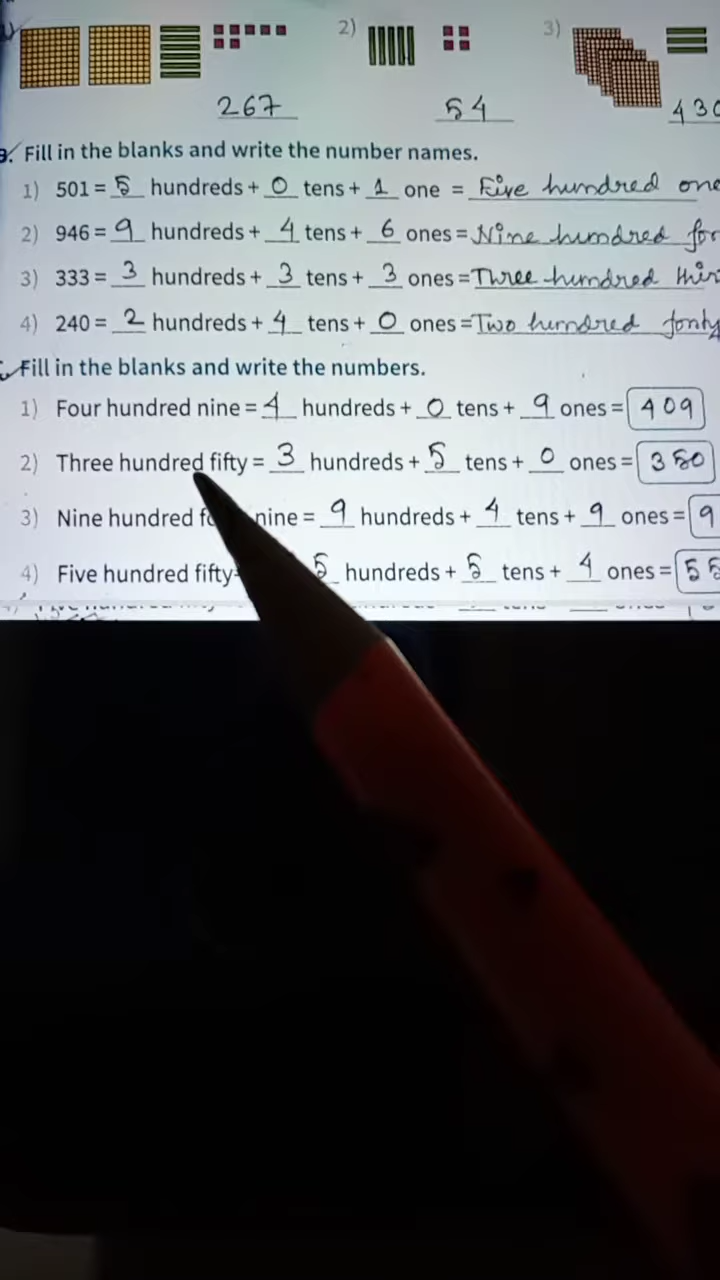 2) 3)
267 54 430
Fill in the blanks and write the number names.
1) 501 = 5 hundreds + 0 tens + 1 one = Five hundred one
2) 946 = 9 hundreds + 4 tens + 6 ones = Nine hundred for
3) 333 = 3 hundreds + 3 tens + 3 ones = Three hundred thir
4) 240 = 2 hundreds + 4 tens + 0 ones = Two hundred fonty
Fill in the blanks and write the numbers.
1) Four hundred nine = 4 hundreds + 0 tens + 9 ones = 409
2) Three hundred fifty = 3 hundreds + 5 tens + 0 ones = 350
3) Nine hundred nine = 9 hundreds + 4 tens + 9 ones = 9
4) Five hundred fifty 5 hundreds + 5 tens + 4 ones = 55